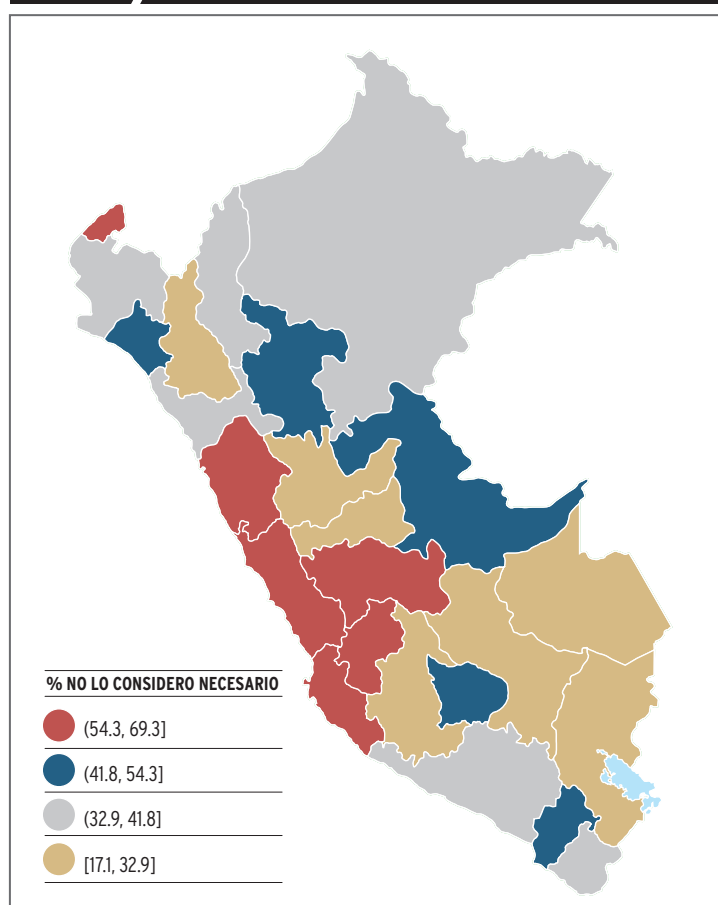 % NO LO CONSIDERO NECESARIO
(54.3, 69.3]
(41.8, 54.3]
(32.9, 41.8]
[17.1, 32.9]